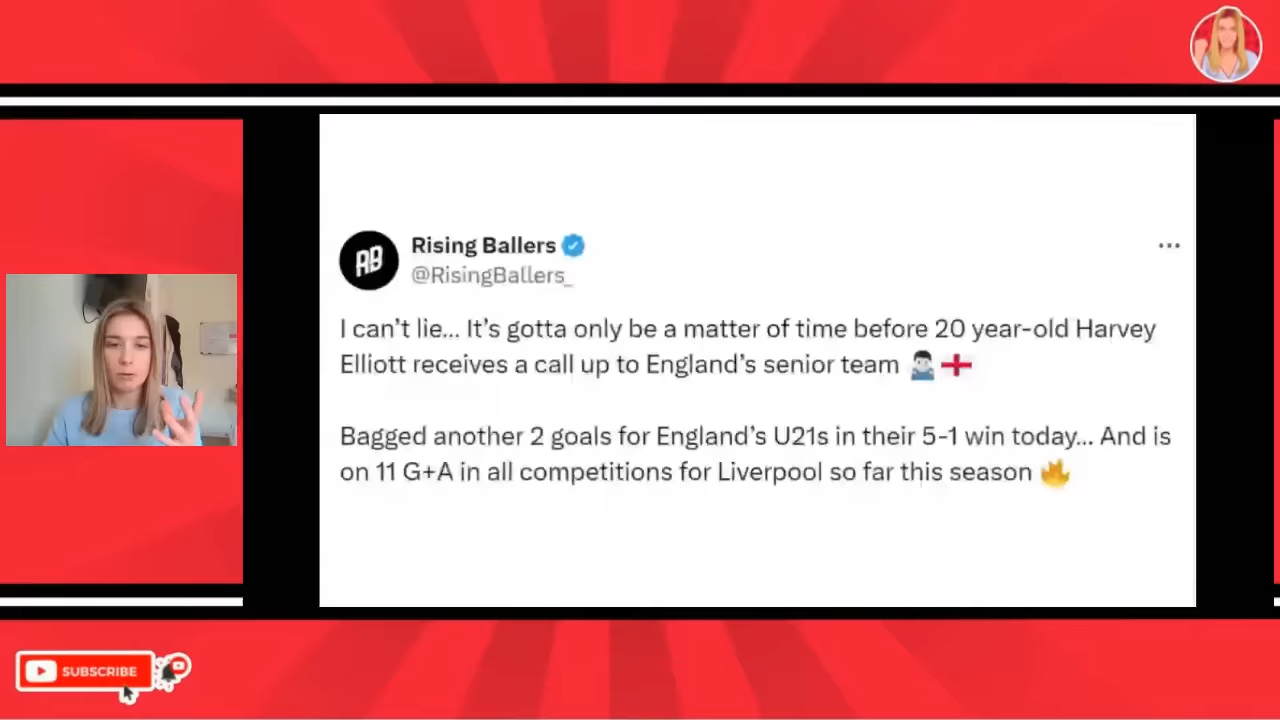 RB
Rising Ballers
@RisingBallers_
I can't lie... It's gotta only be a matter of time before 20 year-old Harvey
Elliott receives a call up to England's senior team 🤷🏻‍♂️🏴󠁧󠁢󠁥󠁮󠁧󠁿
Bagged another 2 goals for England's U21s in their 5-1 win today... And is
on 11 G+A in all competitions for Liverpool so far this season 🔥
SUBSCRIBE